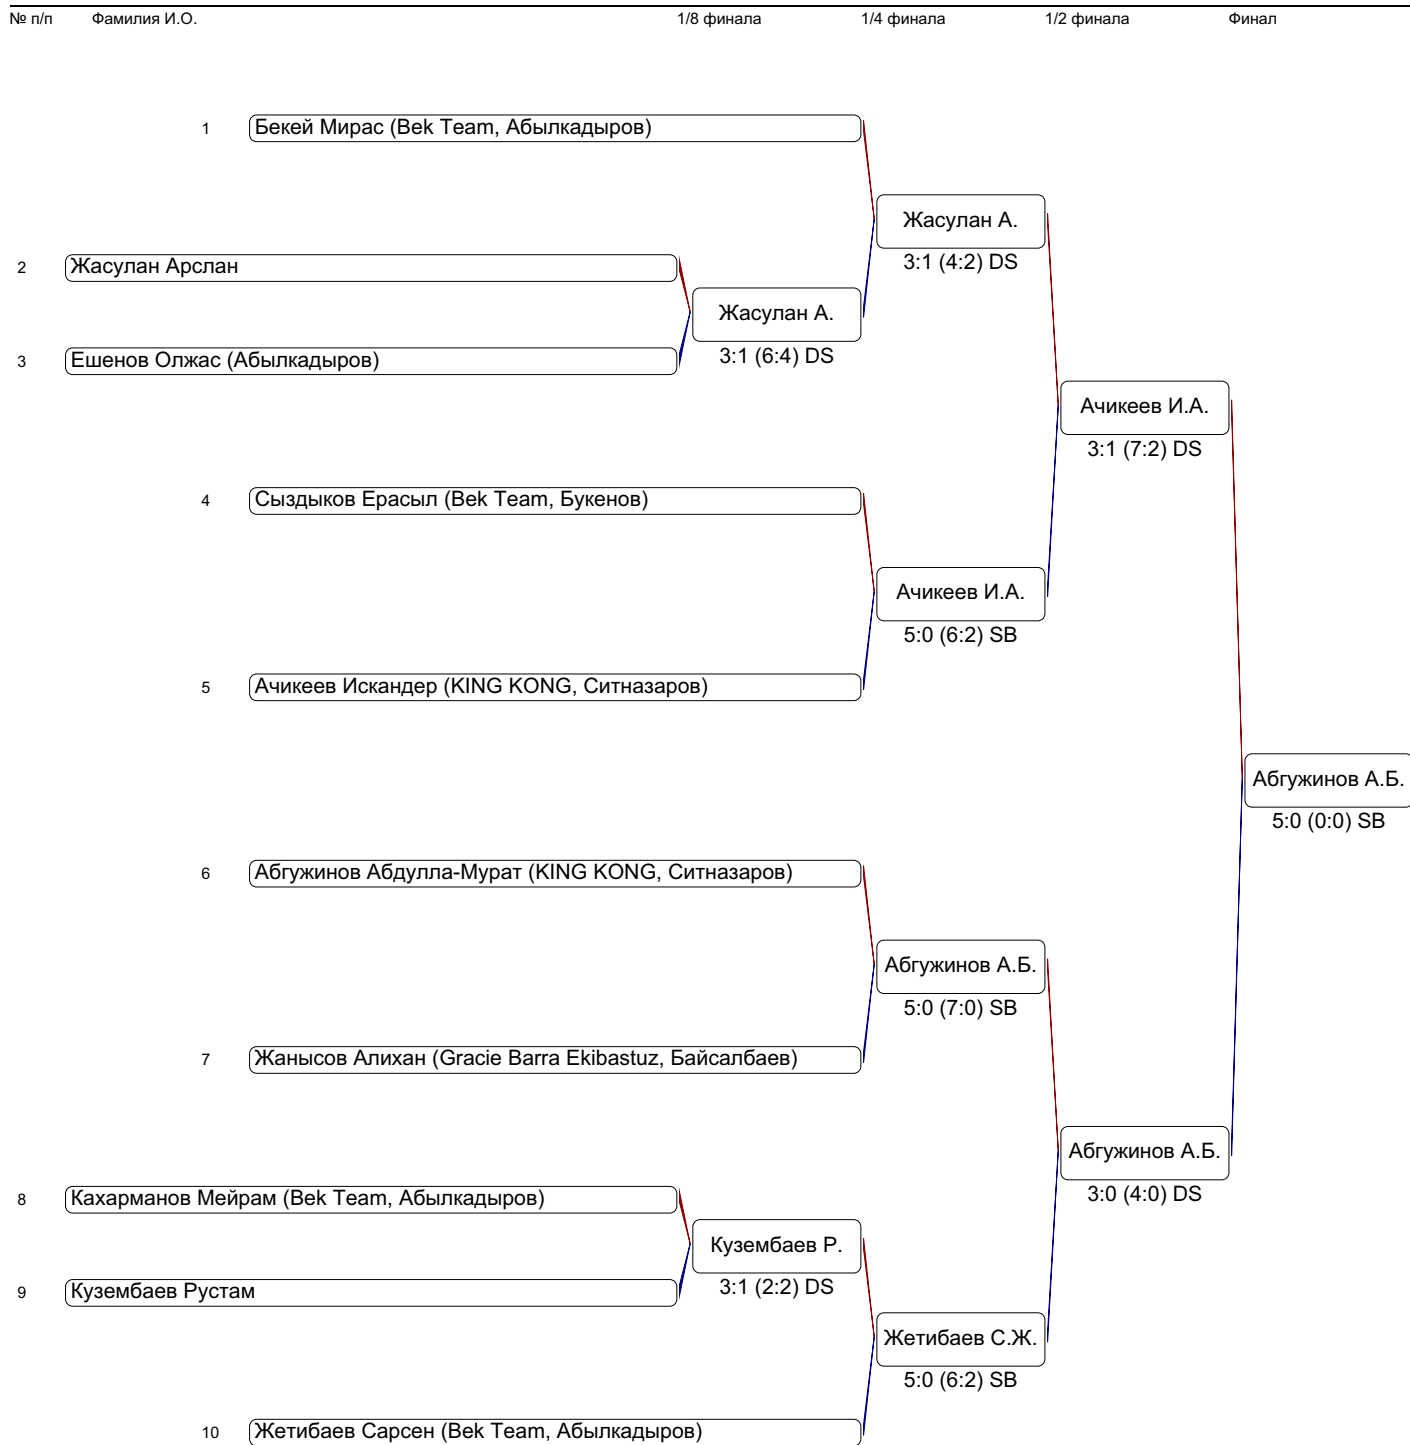 № п/п Фамилия И.О. 1/8 финала 1/4 финала 1/2 финала Финал
1 Бекей Мирас (Bek Team, Абылкадыров)
Жасулан А.
3:1 (4:2) DS
2 Жасулан Арслан
Жасулан А.
3:1 (6:4) DS
3 Ешенов Олжас (Абылкадыров)
Ачикеев И.А.
3:1 (7:2) DS
4 Сыздыков Ерасыл (Bek Team, Букенов)
Ачикеев И.А.
5:0 (6:2) SB
5 Ачикеев Искандер (KING KONG, Ситназаров)
Абгужинов А.Б.
5:0 (0:0) SB
6 Абгужинов Абдулла-Мурат (KING KONG, Ситназаров)
Абгужинов А.Б.
5:0 (7:0) SB
7 Жанысов Алихан (Gracie Barra Ekibastuz, Байсалбаев)
Абгужинов А.Б.
3:0 (4:0) DS
8 Кахарманов Мейрам (Bek Team, Абылкадыров)
Кузембаев Р.
3:1 (2:2) DS
9 Кузембаев Рустам
Жетибаев С.Ж.
5:0 (6:2) SB
10 Жетибаев Сарсен (Bek Team, Абылкадыров)